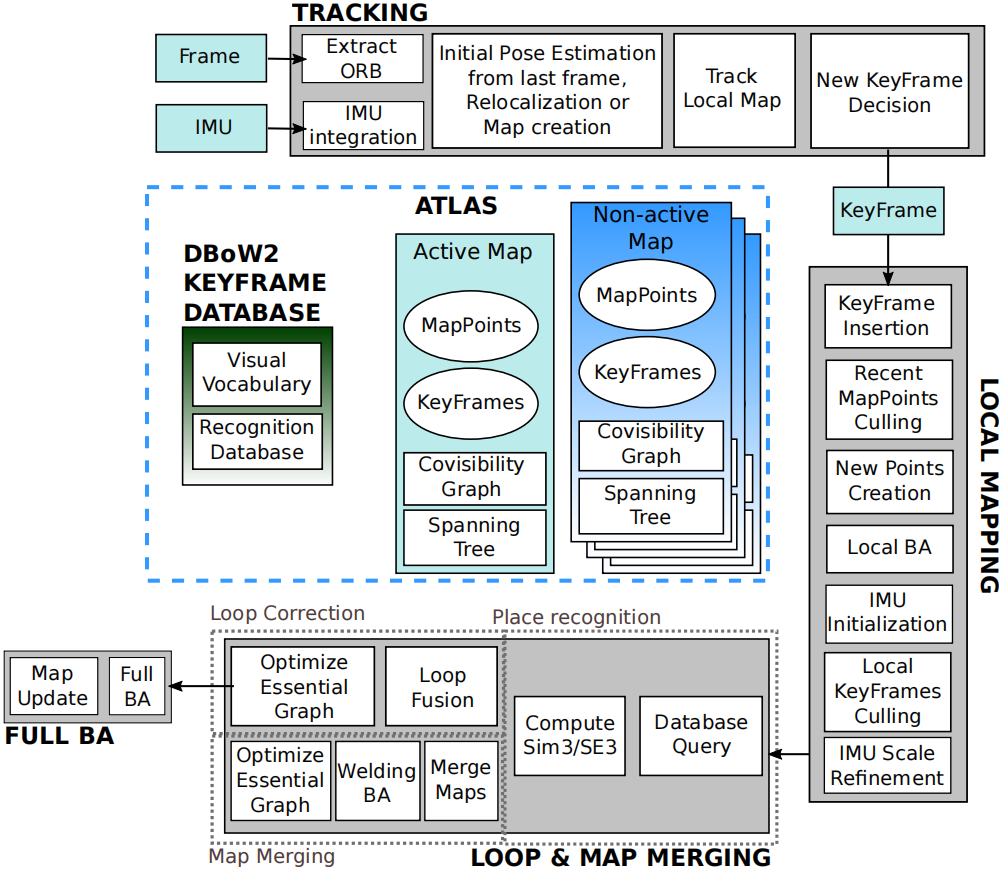 TRACKING
Frame
IMU
Extract
ORB
IMU
integration
Initial Pose Estimation
from last frame,
Relocalization or
Map creation
Track
Local Map
New KeyFrame
Decision
KeyFrame
ATLAS
DBoW2
KEYFRAME
DATABASE
Visual
Vocabulary
Recognition
Database
Active Map
MapPoints
KeyFrames
Covisibility
Graph
Spanning
Tree
Non-active
Map
MapPoints
KeyFrames
Covisibility
Graph
Spanning
Tree
LOCAL MAPPING
KeyFrame
Insertion
Recent
MapPoints
Culling
New Points
Creation
Local BA
IMU
Initialization
Local
KeyFrames
Culling
IMU Scale
Refinement
Loop Correction
Place recognition
Optimize
Essential
Graph
Loop
Fusion
Compute
Sim3/SE3
Database
Query
Map
Update
Full
BA
FULL BA
Optimize
Essential
Graph
Welding
BA
Merge
Maps
Map Merging
LOOP & MAP MERGING